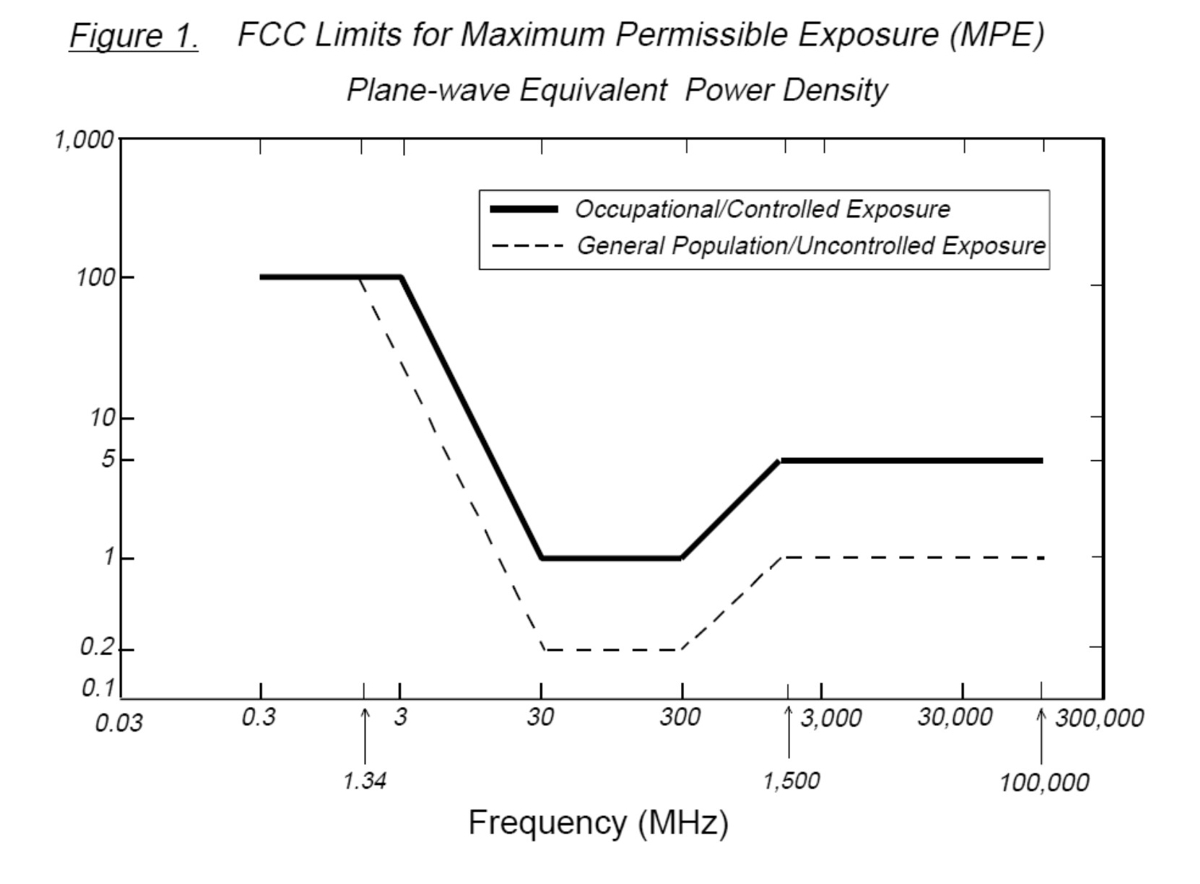 Figure 1. FCC Limits for Maximum Permissible Exposure (MPE)
Plane-wave Equivalent Power Density
1,000
Occupational/Controlled Exposure
General Population/Uncontrolled Exposure
100
10
5
1
0.2
0.1
0.03 0.3 3 30 300 3,000 30,000 300,000
1.34 1,500 100,000
Frequency (MHz)